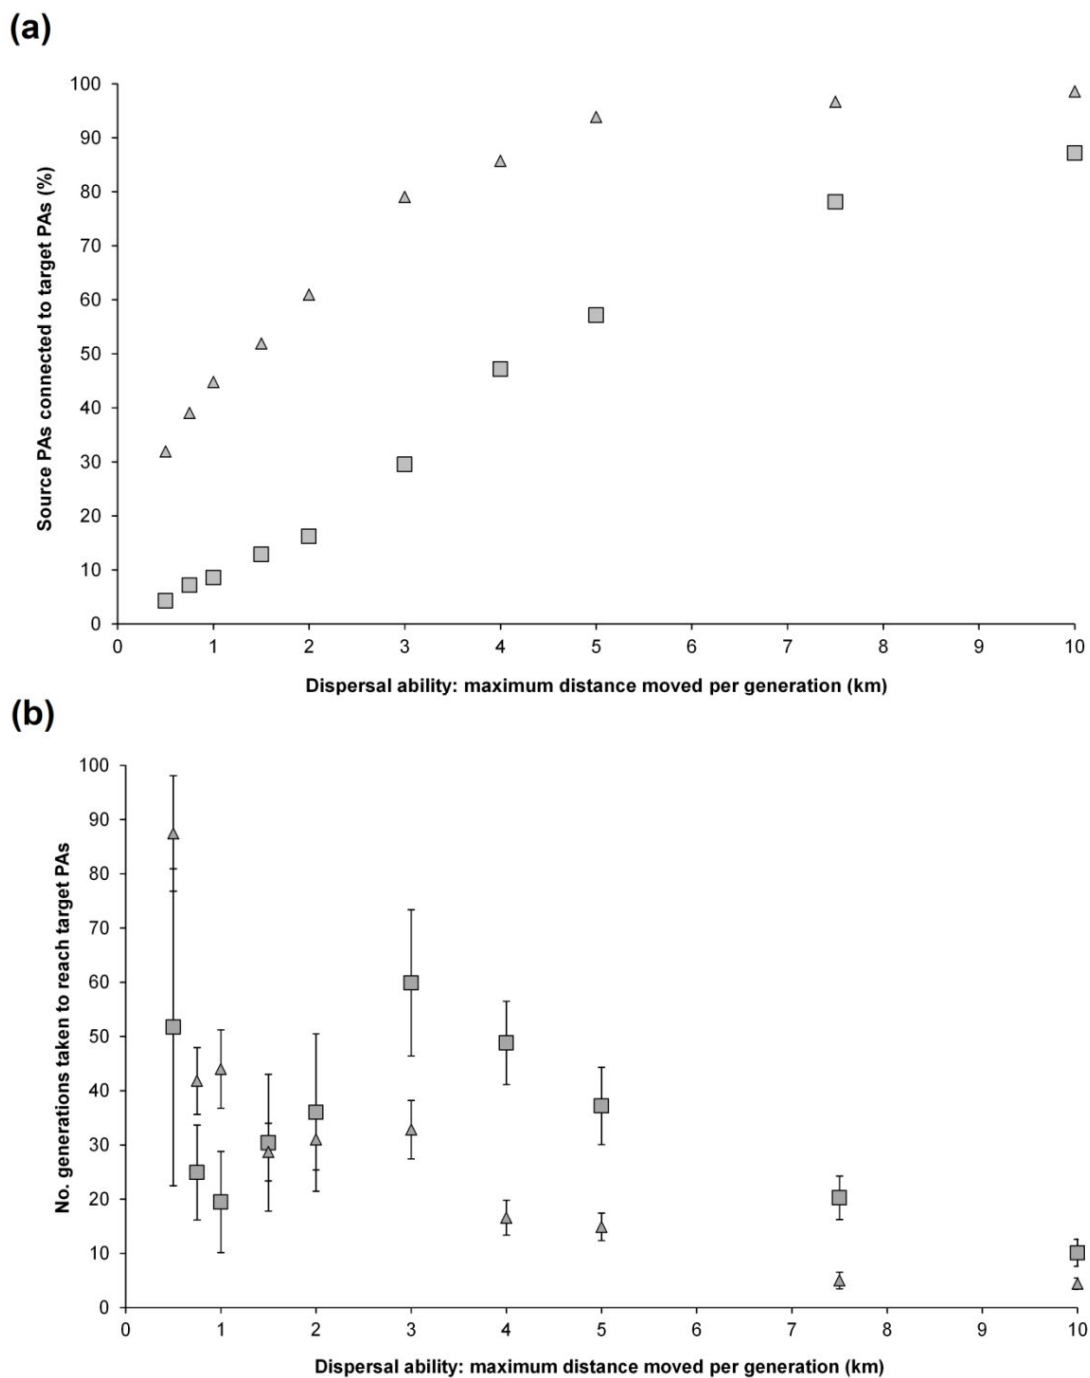 (a)
100
90
80
70
60
50
40
30
20
10
0
Source PAs connected to target PAs (%)
0 1 2 3 4 5 6 7 8 9 10
Dispersal ability: maximum distance moved per generation (km)
(b)
100
90
80
70
60
50
40
30
20
10
0
No. generations taken to reach target PAs
0 1 2 3 4 5 6 7 8 9 10
Dispersal ability: maximum distance moved per generation (km)